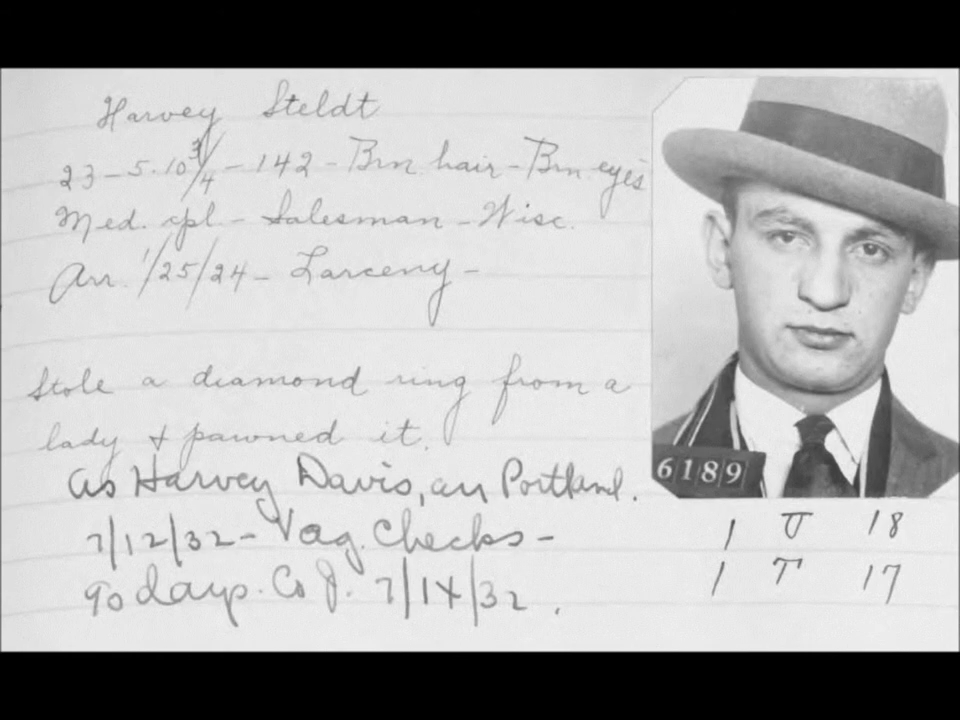 Harvey Steldt
23 - 5.10 3/4 - 142 - Brn hair - Brn eyes
Med. cpl - Salesman - Wisc.
Arr. 1/25/24 - Larceny -
Stole a diamond ring from a
lady & pawned it.
as Harvey Davis, arr Portland.
7/12/32 - Vag. Checks -
90 days. Co J. 7/14/32.
6189
1 U 18
1 T 17